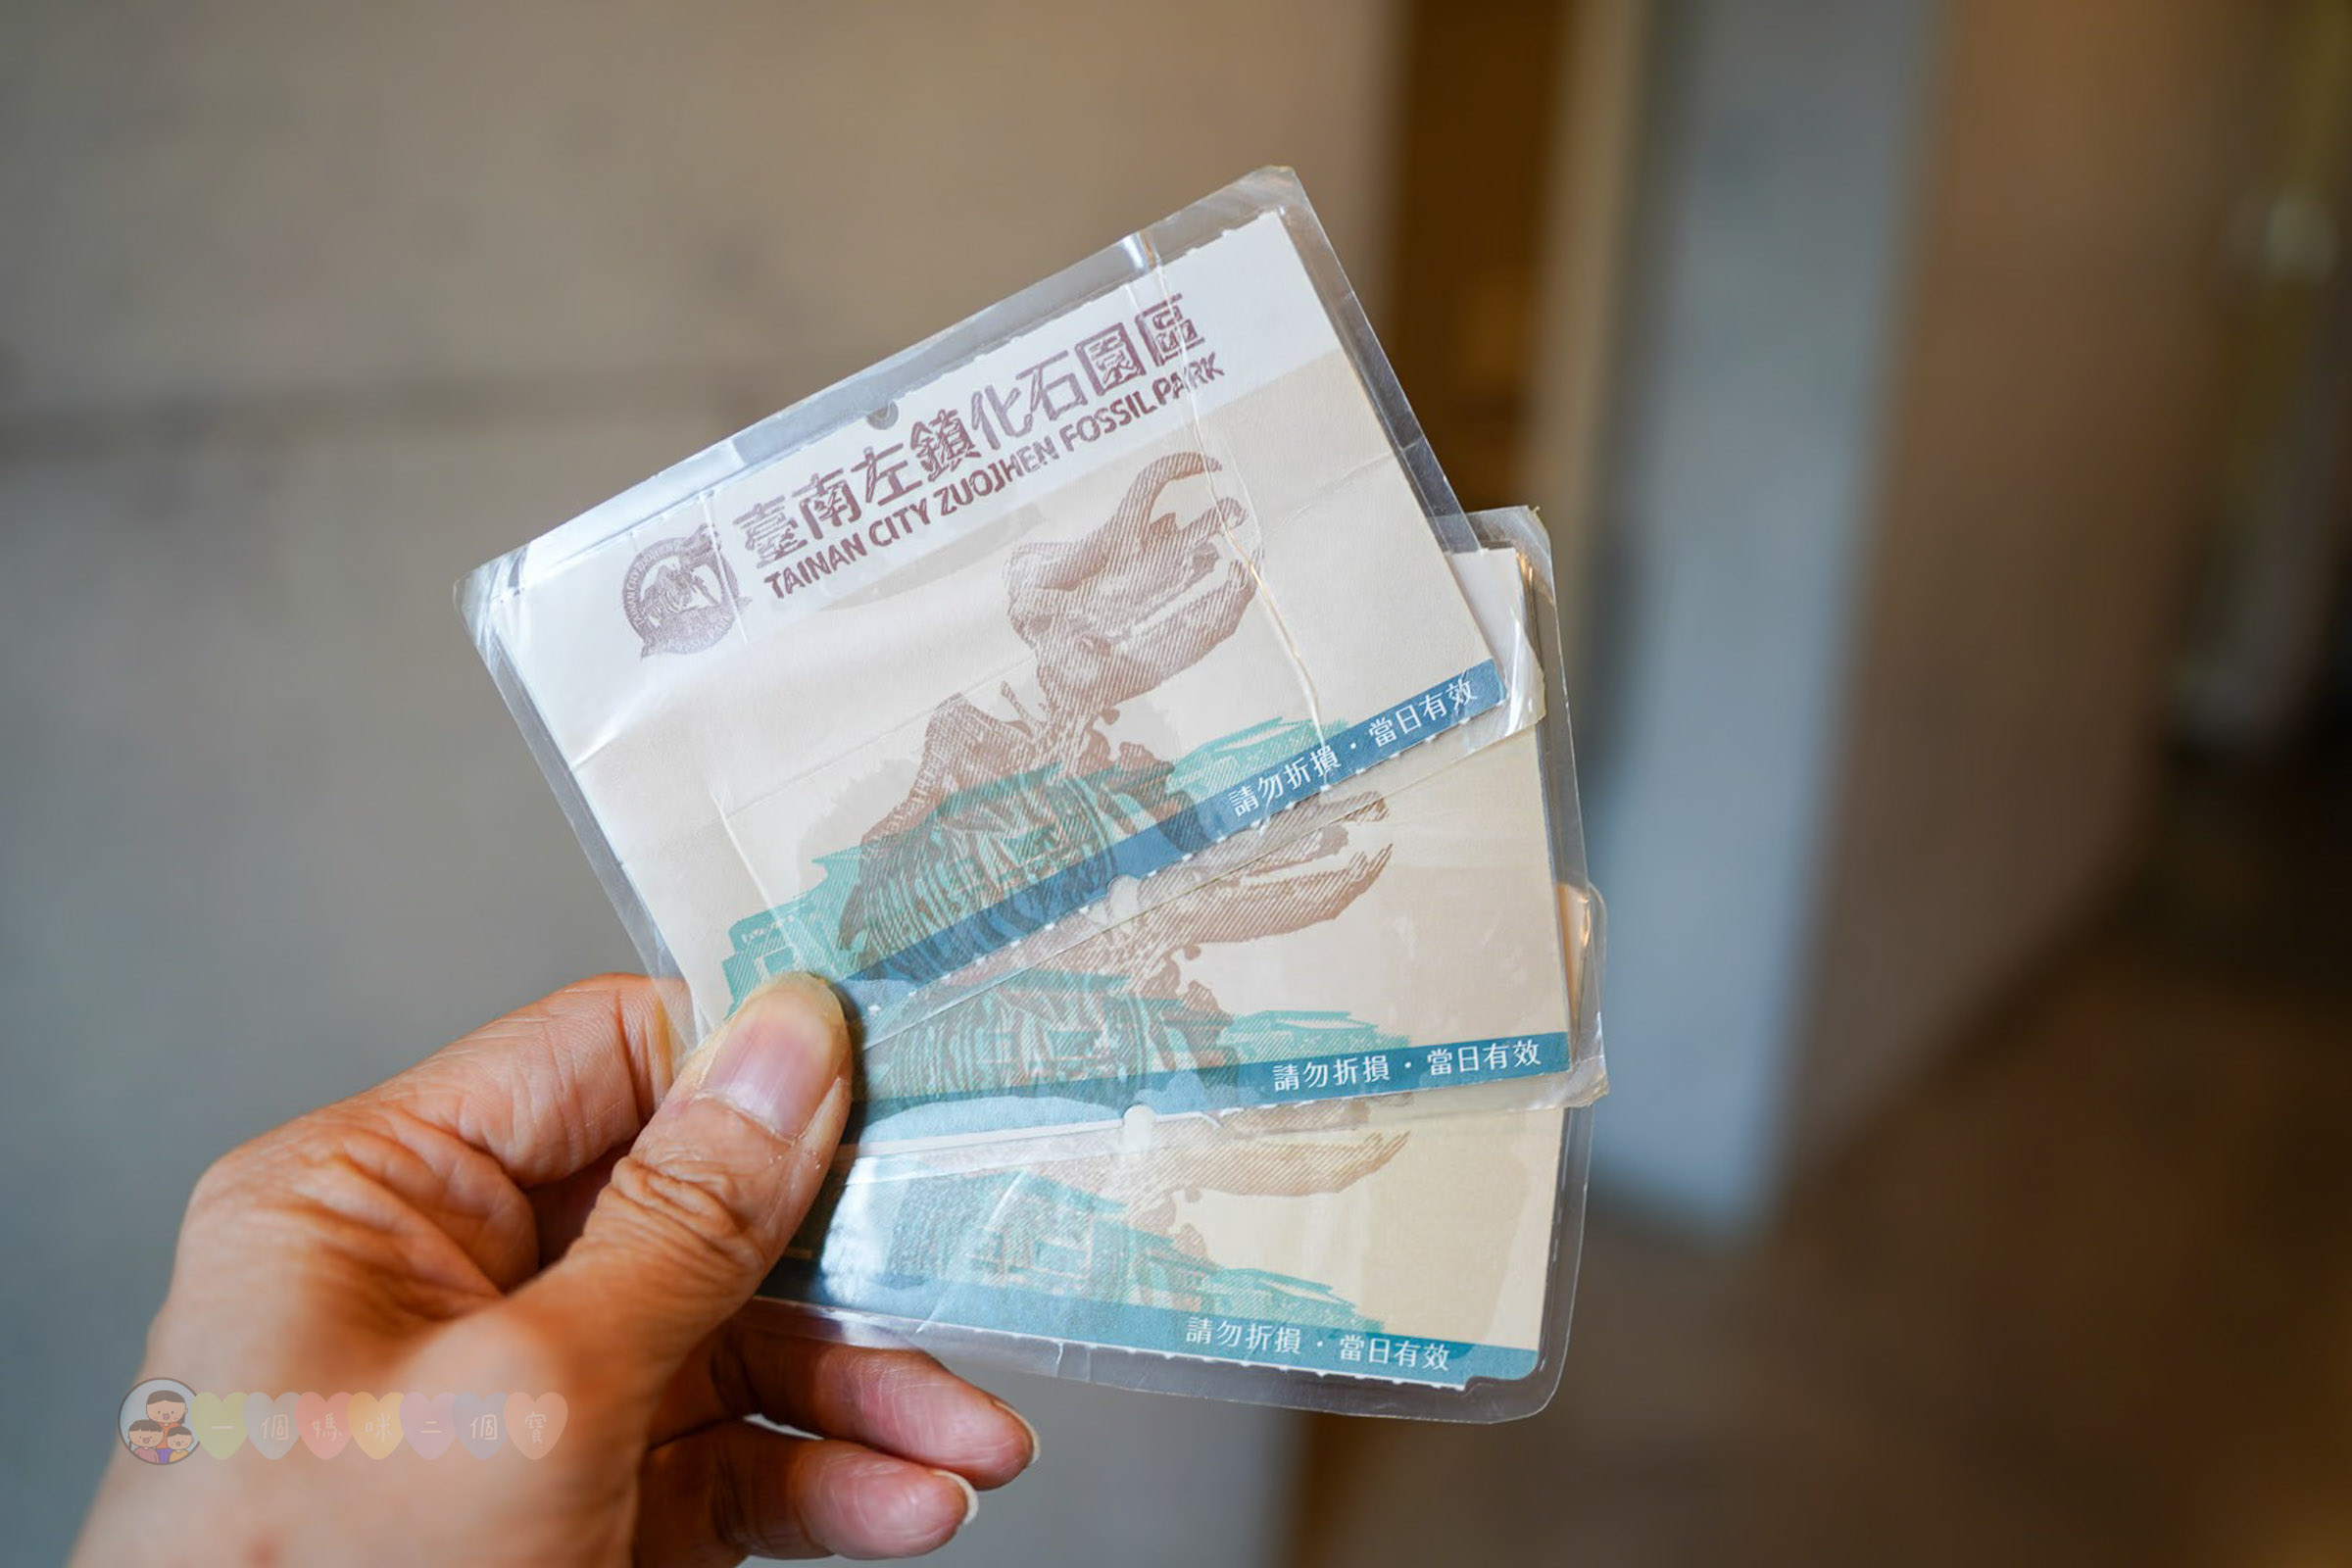 臺南左鎮化石園區
TAINAN CITY ZUOJHEN FOSSIL PARK
請勿折損・當日有效
請勿折損・當日有效
請勿折損・當日有效
一個媽咪二個寶